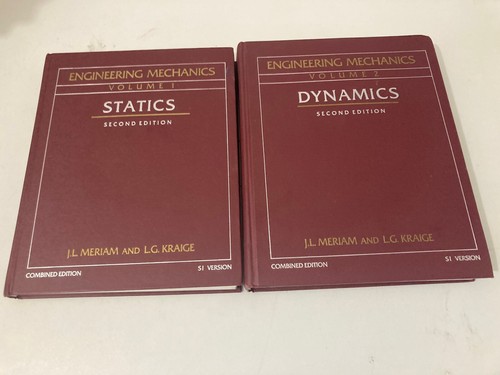 ENGINEERING MECHANICS
VOLUME 1
STATICS
SECOND EDITION
J.L. MERIAM AND L.G. KRAIGE
COMBINED EDITION
SI VERSION
ENGINEERING MECHANICS
VOLUME 2
DYNAMICS
SECOND EDITION
J.L. MERIAM AND L.G. KRAIGE
COMBINED EDITION
SI VERSION